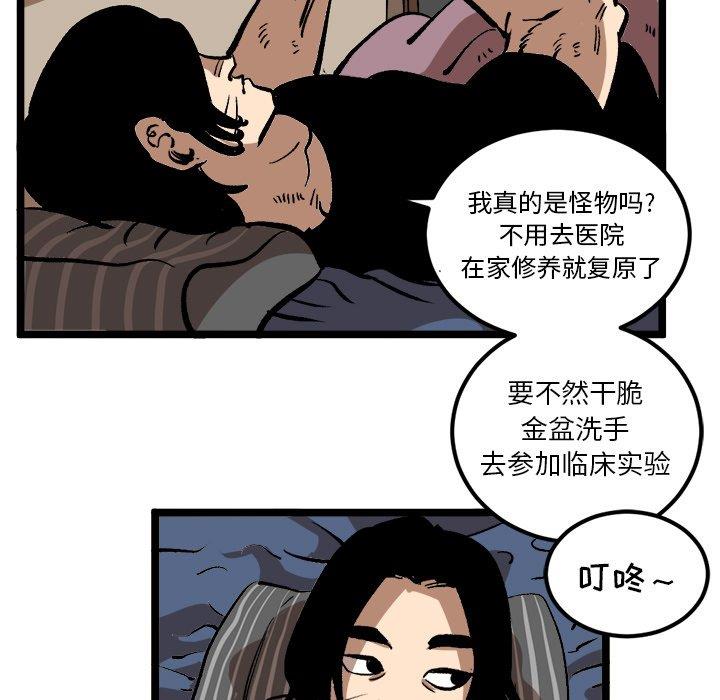 我真的是怪物吗?
不用去医院
在家修养就复原了
要不然干脆
金盆洗手
去参加临床实验
叮咚~